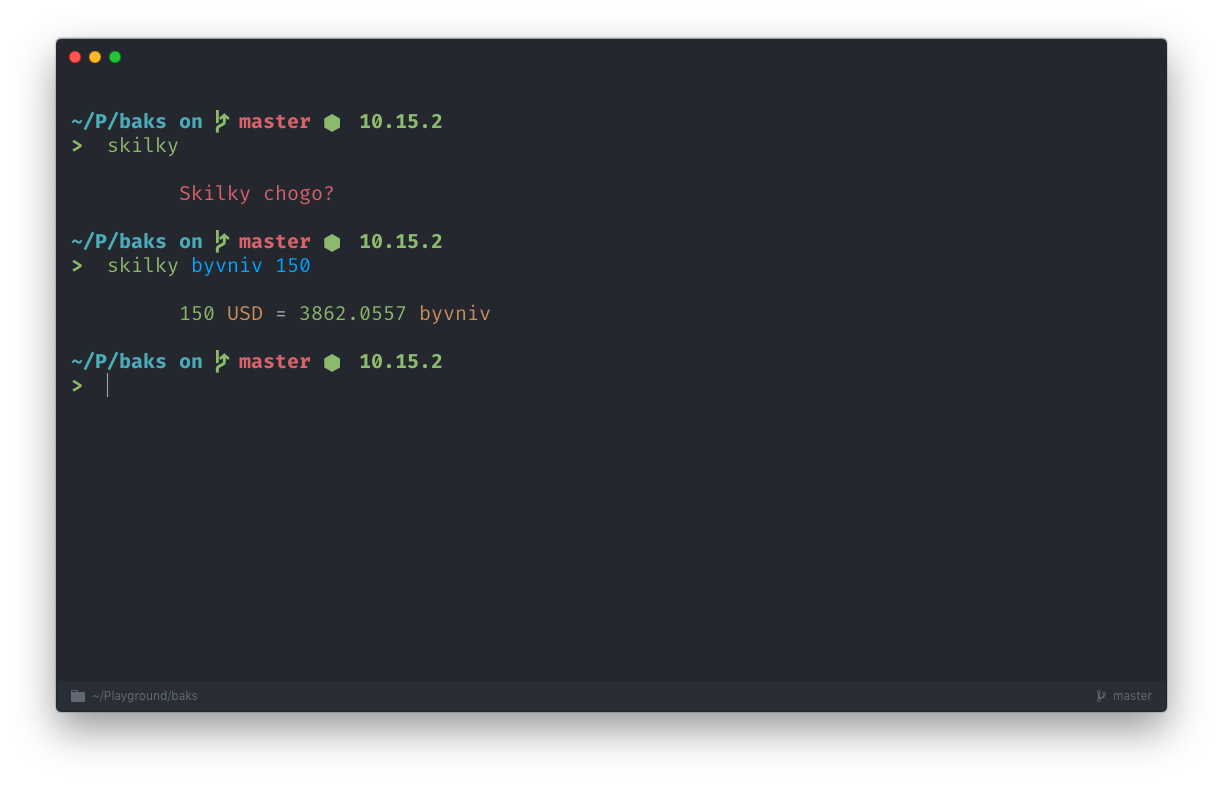 ~/P/baks on master ⬢ 10.15.2
> skilky
Skilky chogo?
~/P/baks on master ⬢ 10.15.2
> skilky byvniv 150
150 USD = 3862.0557 byvniv
~/P/baks on master ⬢ 10.15.2
>
~/Playground/baks
master